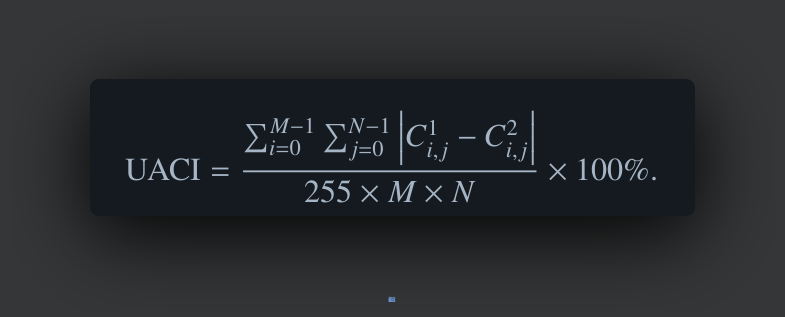 UACI = \frac{\sum_{i=0}^{M-1} \sum_{j=0}^{N-1} \left| C_{i,j}^{1} - C_{i,j}^{2} \right|}{255 \times M \times N} \times 100\%.